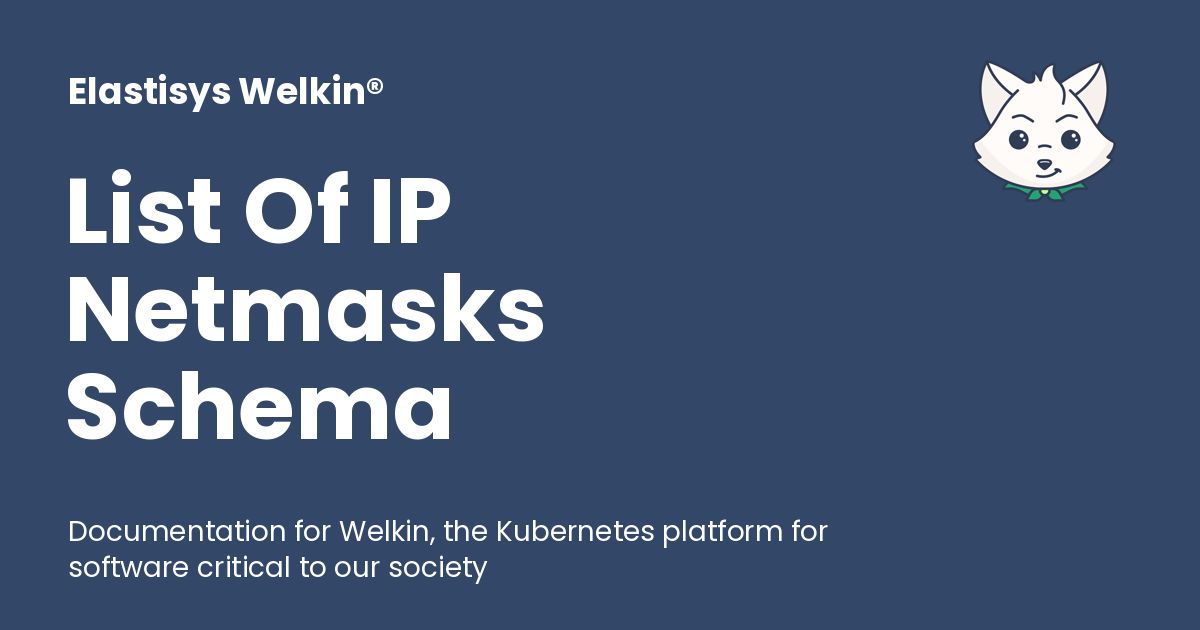 Elastisys Welkin®
List Of IP
Netmasks
Schema
Documentation for Welkin, the Kubernetes platform for
software critical to our society